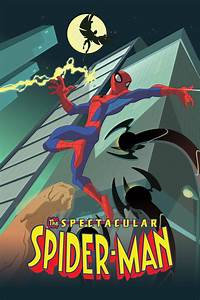 The SPECTACULAR
SPIDER-MAN